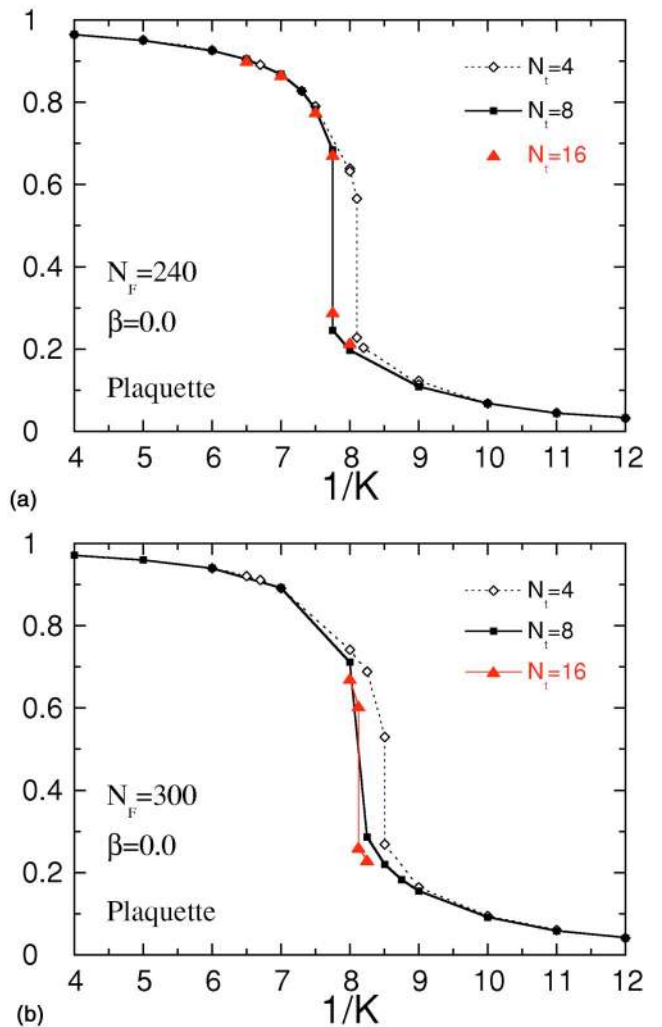 1
0.8
0.6
0.4
0.2
0
N_t=4
N_t=8
N_t=16
N_F=240
β=0.0
Plaquette
4 5 6 7 8 9 10 11 12
1/K
(a)
1
0.8
0.6
0.4
0.2
0
N_t=4
N_t=8
N_t=16
N_F=300
β=0.0
Plaquette
4 5 6 7 8 9 10 11 12
1/K
(b)